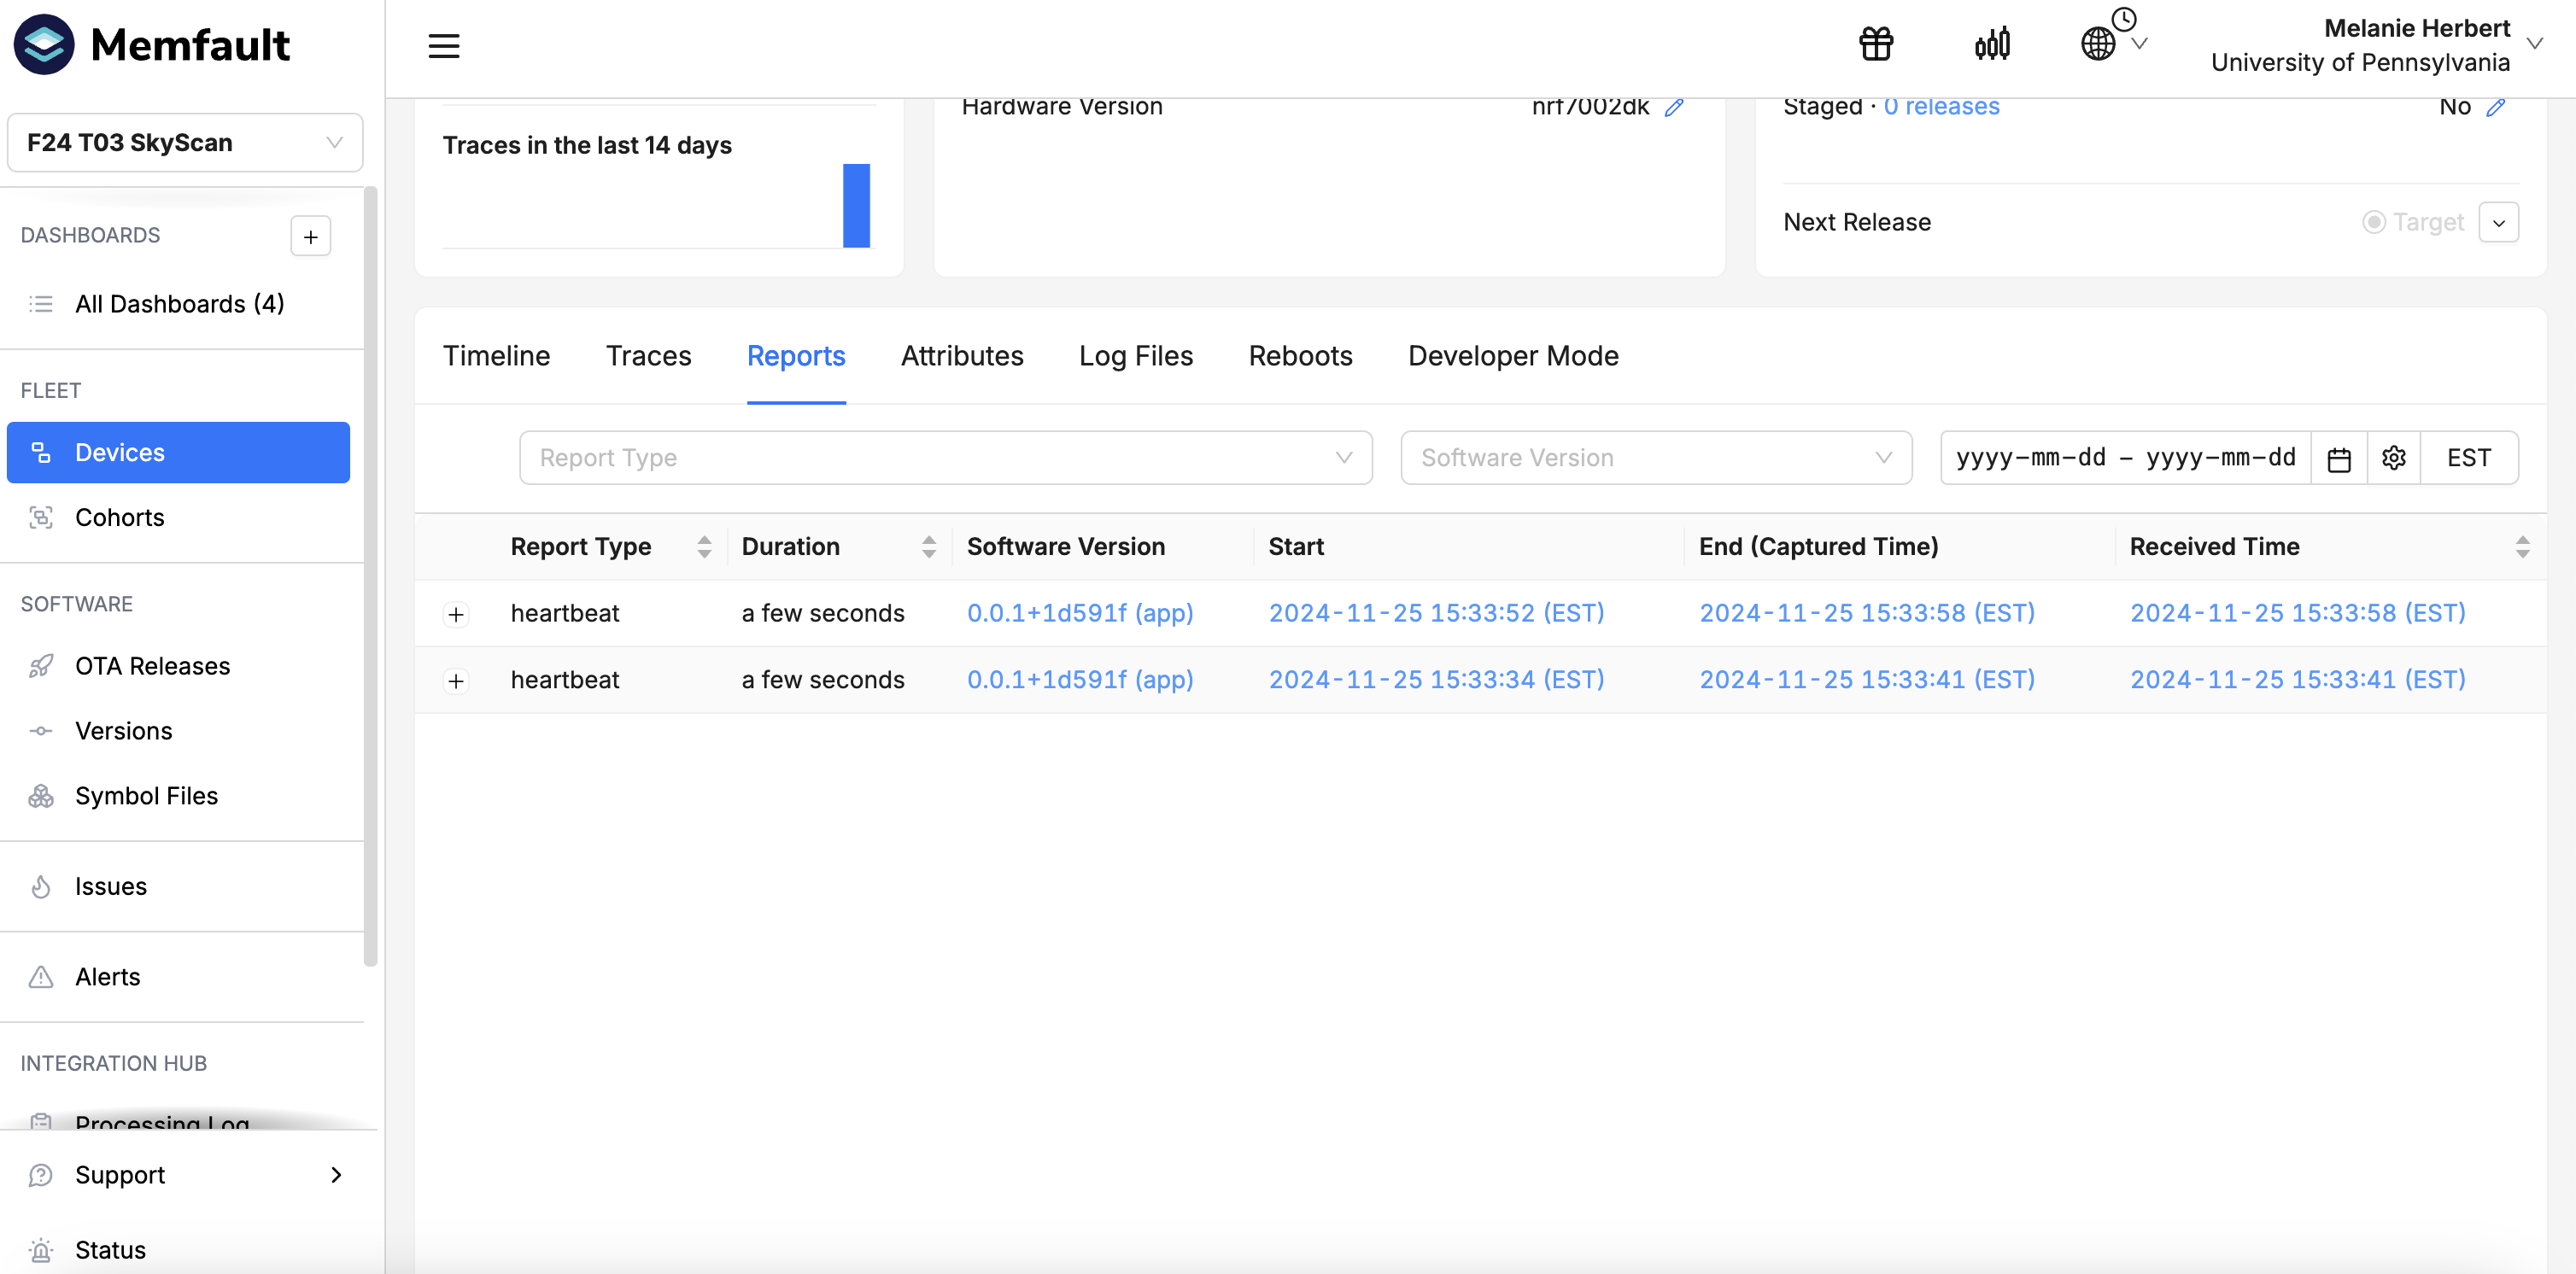 Memfault
Melanie Herbert
University of Pennsylvania
F24 T03 SkyScan
DASHBOARDS
All Dashboards (4)
FLEET
Devices
Cohorts
SOFTWARE
OTA Releases
Versions
Symbol Files
Issues
Alerts
INTEGRATION HUB
Processing Log
Support
Status
Traces in the last 14 days
Hardware Version nrf7002dk
Staged · 0 releases No
Next Release Target
Timeline Traces Reports Attributes Log Files Reboots Developer Mode
Report Type Software Version yyyy-mm-dd – yyyy-mm-dd EST
Report Type Duration Software Version Start End (Captured Time) Received Time
heartbeat a few seconds 0.0.1+1d591f (app) 2024-11-25 15:33:52 (EST) 2024-11-25 15:33:58 (EST) 2024-11-25 15:33:58 (EST)
heartbeat a few seconds 0.0.1+1d591f (app) 2024-11-25 15:33:34 (EST) 2024-11-25 15:33:41 (EST) 2024-11-25 15:33:41 (EST)